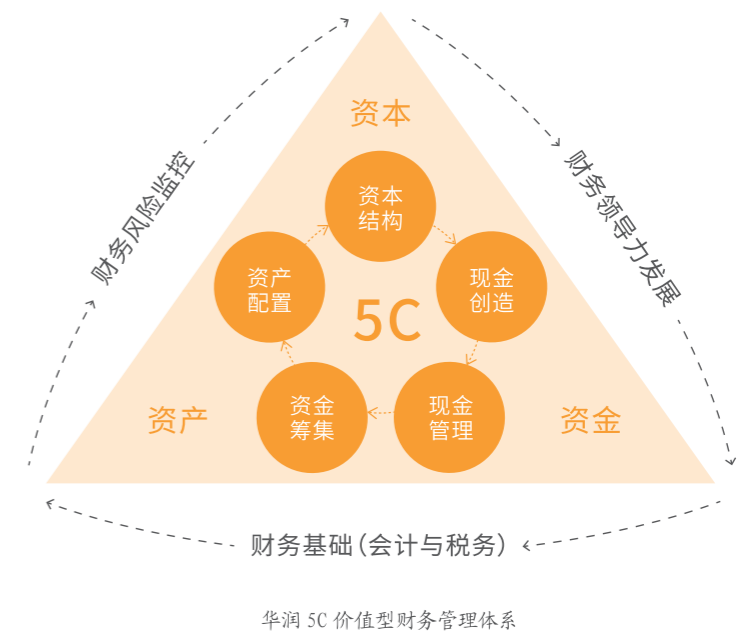 资本
财务风险监控
财务领导力发展
资本
结构
资产
配置
现金
创造
5C
资金
筹集
现金
管理
资产
资金
财务基础（会计与税务）
华润 5C 价值型财务管理体系